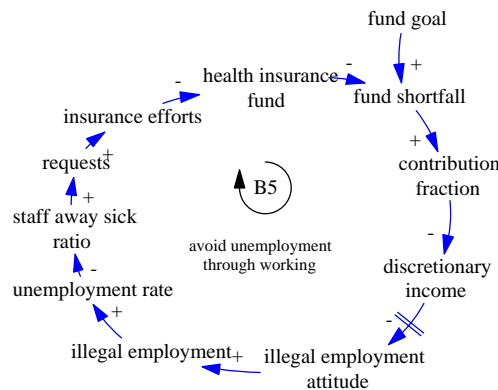 fund goal
+
-
health insurance
fund
-
fund shortfall
insurance efforts
+
+
requests
contribution
fraction
+
B5
staff away sick
ratio
-
avoid unemployment
through working
-
discretionary
income
unemployment rate
+
-
illegal employment
+
illegal employment
attitude